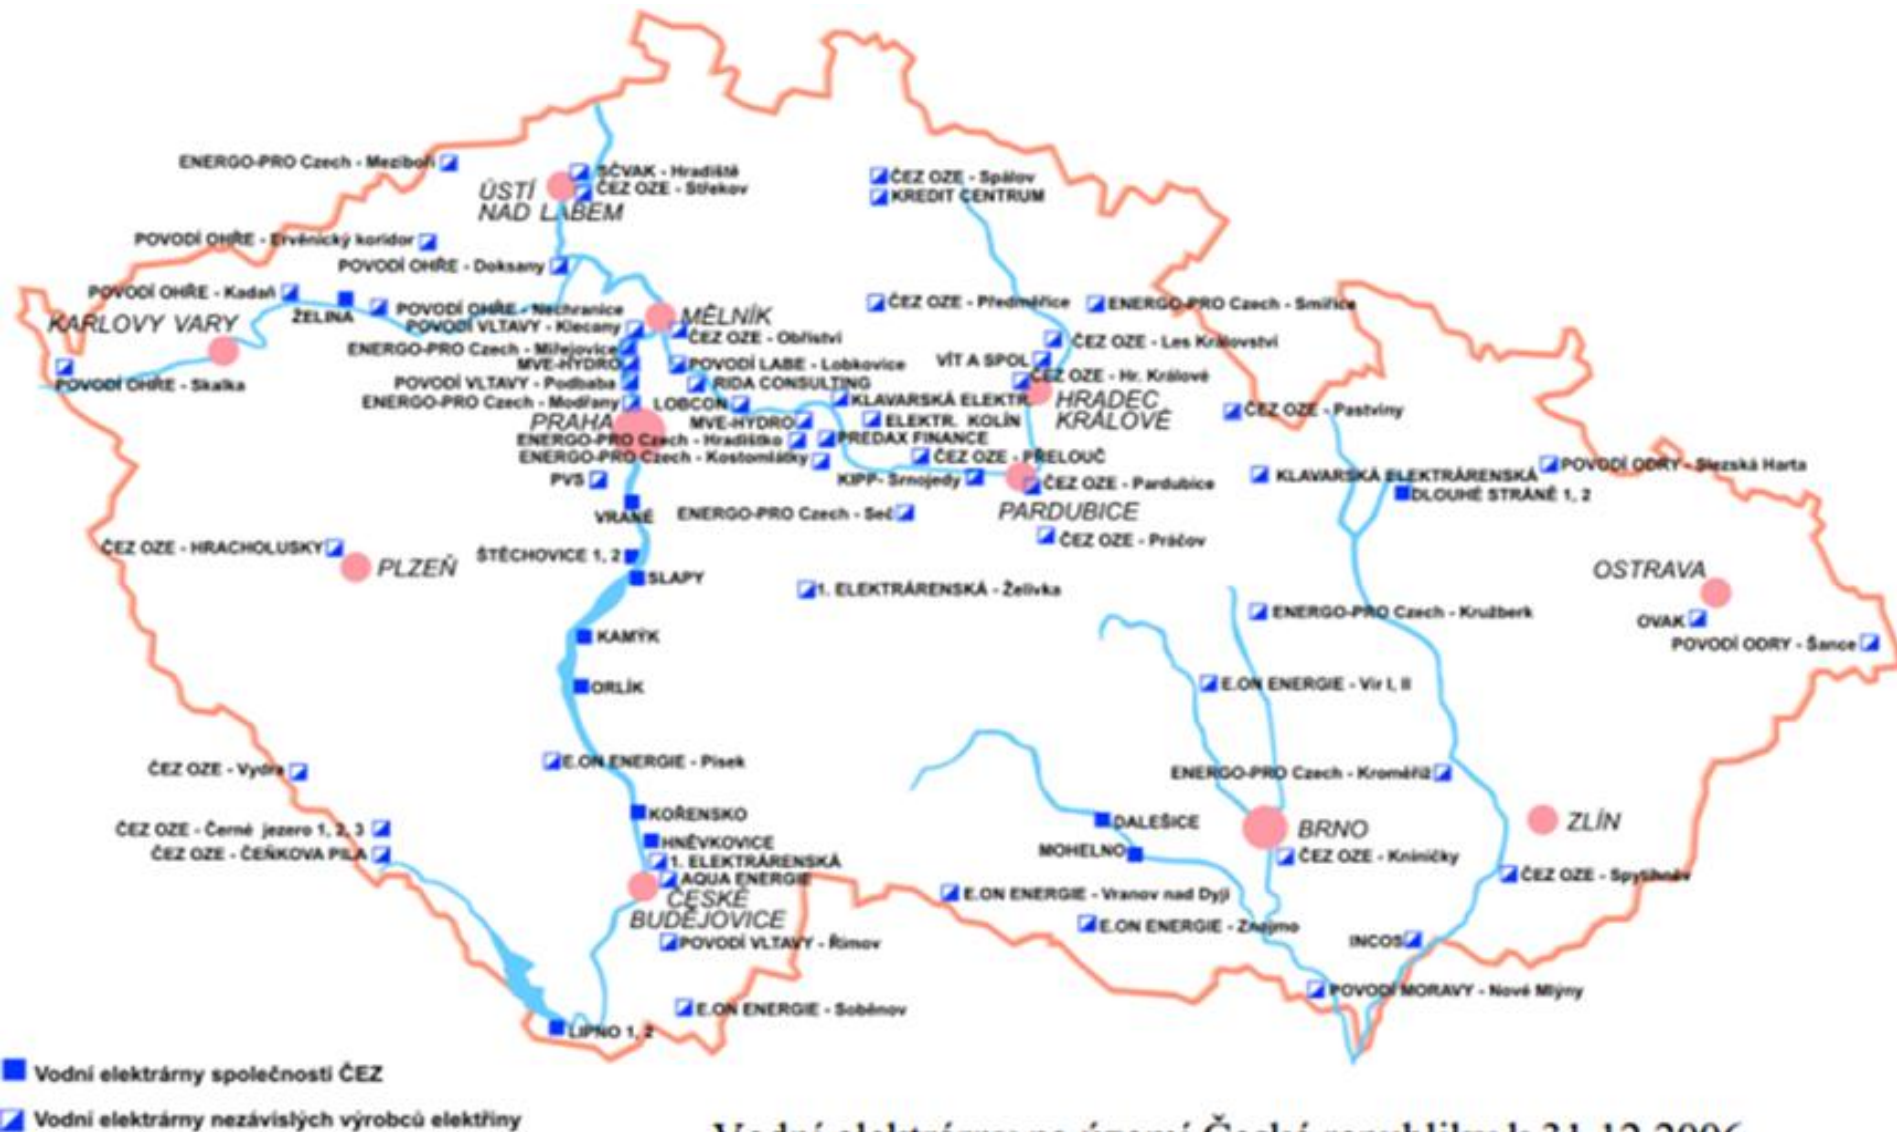 ENERGO-PRO Czech - Meziboří
SČVAK - Hradiště
ČEZ OZE - Střekov
ÚSTÍ
NAD LABEM
ČEZ OZE - Spálov
KREDIT CENTRUM
POVODÍ OHŘE - Ervěnický koridor
POVODÍ OHŘE - Doksany
POVODÍ OHŘE - Kadaň
ŽELINA
POVODÍ OHŘE - Nechranice
KARLOVY VARY
POVODÍ OHŘE - Skalka
MĚLNÍK
POVODÍ VLTAVY - Klecany
ČEZ OZE - Obříství
ENERGO-PRO Czech - Miřejovice
MVE-HYDRO
POVODÍ LABE - Lobkovice
POVODÍ VLTAVY - Podbaba
RIDA CONSULTING
ENERGO-PRO Czech - Modřany
LOBCON
KLAVARSKÁ ELEKTR.
PRAHA
MVE-HYDRO
ELEKTR. KOLÍN
ENERGO-PRO Czech - Hradištko
PREDAX FINANCE
ENERGO-PRO Czech - Kostomlátky
ČEZ OZE - PŘELOUČ
ČEZ OZE - Předměřice
ENERGO-PRO Czech - Smiřice
ČEZ OZE - Les Království
VÍT A SPOL.
ČEZ OZE - Hr. Králové
HRADEC
KRÁLOVÉ
ČEZ OZE - Pastviny
PVS
KIPP- Srnojedy
ČEZ OZE - Pardubice
PARDUBICE
KLAVARSKÁ ELEKTRÁRENSKÁ
POVODÍ ODRY - Slezská Harta
DLOUHÉ STRÁNĚ 1, 2
VRANÉ
ENERGO-PRO Czech - Seč
ČEZ OZE - Práčov
ČEZ OZE - HRACHOLUSKY
PLZEŇ
ŠTĚCHOVICE 1, 2
SLAPY
1. ELEKTRÁRENSKÁ - Želivka
OSTRAVA
ENERGO-PRO Czech - Kružberk
OVAK
POVODÍ ODRY - Šance
KAMÝK
ORLÍK
E.ON ENERGIE - Vír I, II
ČEZ OZE - Vydra
E.ON ENERGIE - Písek
ENERGO-PRO Czech - Kroměříž
KOŘENSKO
DALEŠICE
BRNO
ZLÍN
ČEZ OZE - Černé jezero 1, 2, 3
HNĚVKOVICE
MOHELNO
ČEZ OZE - ČEŇKOVA PILA
1. ELEKTRÁRENSKÁ
ČEZ OZE - Kníničky
AQUA ENERGIE
ČEZ OZE - Spytihněv
ČESKÉ
BUDĚJOVICE
E.ON ENERGIE - Vranov nad Dyjí
E.ON ENERGIE - Znojmo
POVODÍ VLTAVY - Římov
INCOS
POVODÍ MORAVY - Nové Mlýny
E.ON ENERGIE - Soběnov
LIPNO 1, 2
Vodní elektrárny společnosti ČEZ
Vodní elektrárny nezávislých výrobců elektřiny
Vodní elektrárny na území České republiky k 31.12.2006